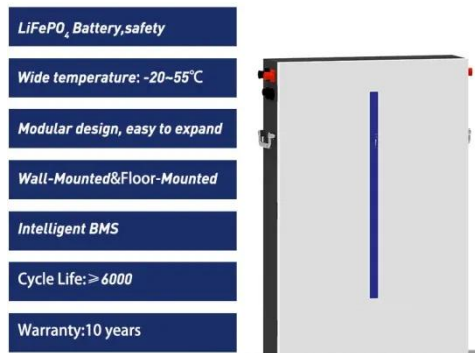 LiFePO₄ Battery,safety
Wide temperature: -20~55℃
Modular design, easy to expand
Wall-Mounted&Floor-Mounted
Intelligent BMS
Cycle Life:≥6000
Warranty:10 years